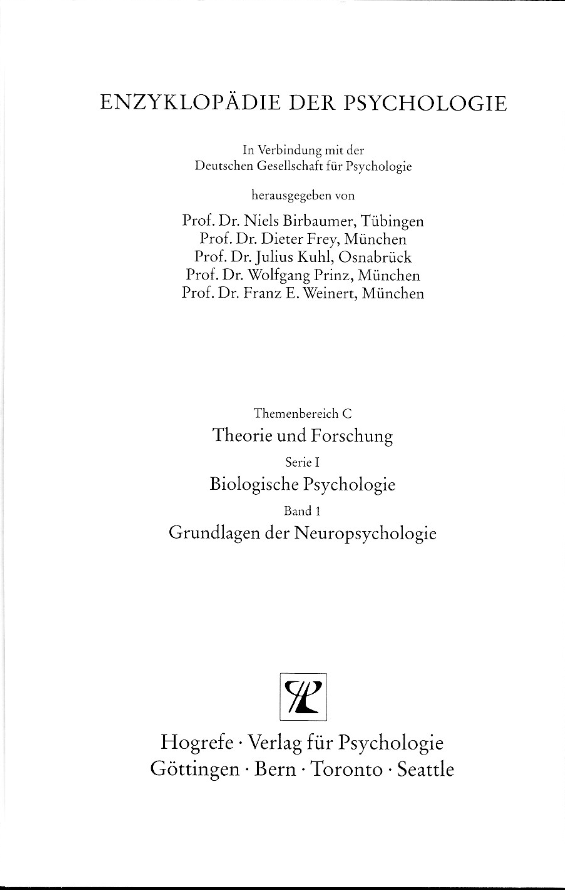 ENZYKLOPÄDIE DER PSYCHOLOGIE
In Verbindung mit der
Deutschen Gesellschaft für Psychologie
herausgegeben von
Prof. Dr. Niels Birbaumer, Tübingen
Prof. Dr. Dieter Frey, München
Prof. Dr. Julius Kuhl, Osnabrück
Prof. Dr. Wolfgang Prinz, München
Prof. Dr. Franz E. Weinert, München
Themenbereich C
Theorie und Forschung
Serie I
Biologische Psychologie
Band 1
Grundlagen der Neuropsychologie
Hogrefe · Verlag für Psychologie
Göttingen · Bern · Toronto · Seattle